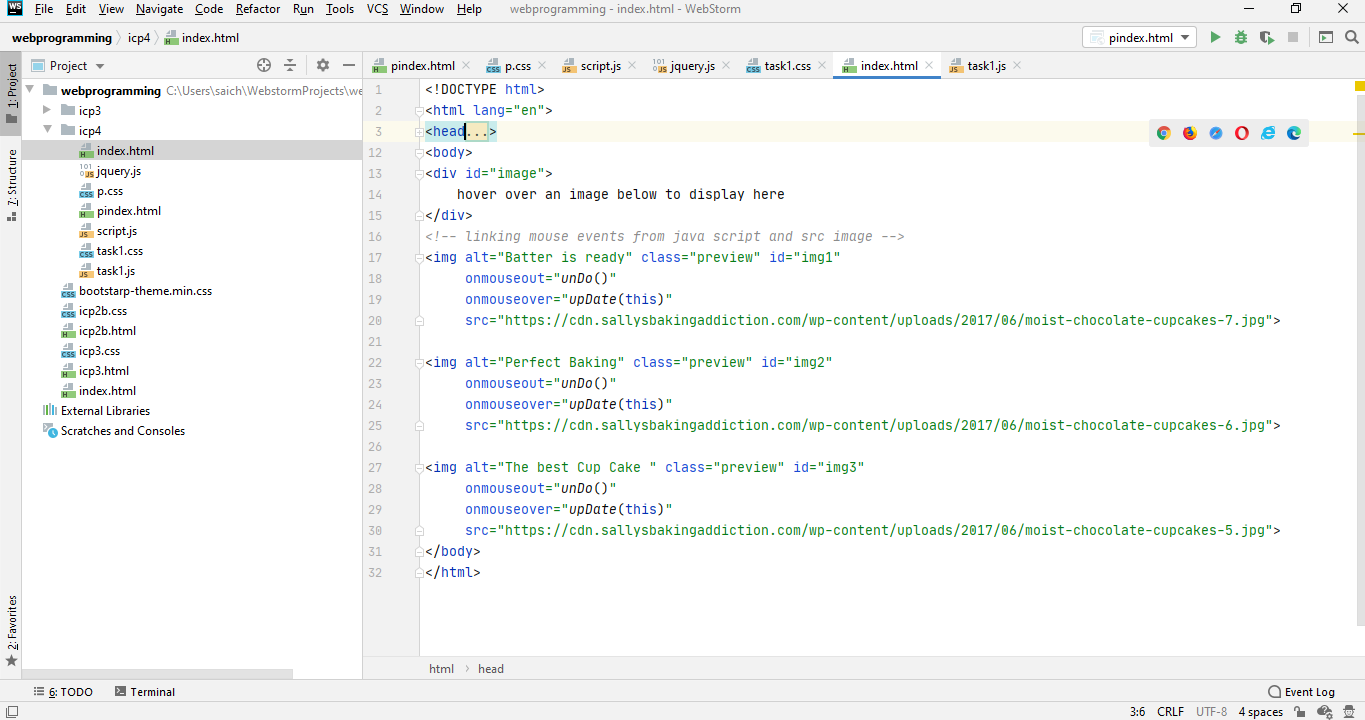 WS File Edit View Navigate Code Refactor Run Tools VCS Window Help webprogramming - index.html - WebStorm
webprogramming icp4 index.html pindex.html
1: Project
7: Structure
2: Favorites
Project
webprogramming C:\Users\saich\WebstormProjects\we
icp3
icp4
index.html
jquery.js
p.css
pindex.html
script.js
task1.css
task1.js
bootstarp-theme.min.css
icp2b.css
icp2b.html
icp3.css
icp3.html
index.html
External Libraries
Scratches and Consoles
pindex.html p.css script.js jquery.js task1.css index.html task1.js
1 <!DOCTYPE html>
2 <html lang="en">
3 <head...>
12 <body>
13 <div id="image">
14 hover over an image below to display here
15 </div>
16 <!-- linking mouse events from java script and src image -->
17 <img alt="Batter is ready" class="preview" id="img1"
18 onmouseout="unDo()"
19 onmouseover="upDate(this)"
20 src="https://cdn.sallysbakingaddiction.com/wp-content/uploads/2017/06/moist-chocolate-cupcakes-7.jpg">
21
22 <img alt="Perfect Baking" class="preview" id="img2"
23 onmouseout="unDo()"
24 onmouseover="upDate(this)"
25 src="https://cdn.sallysbakingaddiction.com/wp-content/uploads/2017/06/moist-chocolate-cupcakes-6.jpg">
26
27 <img alt="The best Cup Cake " class="preview" id="img3"
28 onmouseout="unDo()"
29 onmouseover="upDate(this)"
30 src="https://cdn.sallysbakingaddiction.com/wp-content/uploads/2017/06/moist-chocolate-cupcakes-5.jpg">
31 </body>
32 </html>
html head
6: TODO Terminal Event Log
3:6 CRLF UTF-8 4 spaces